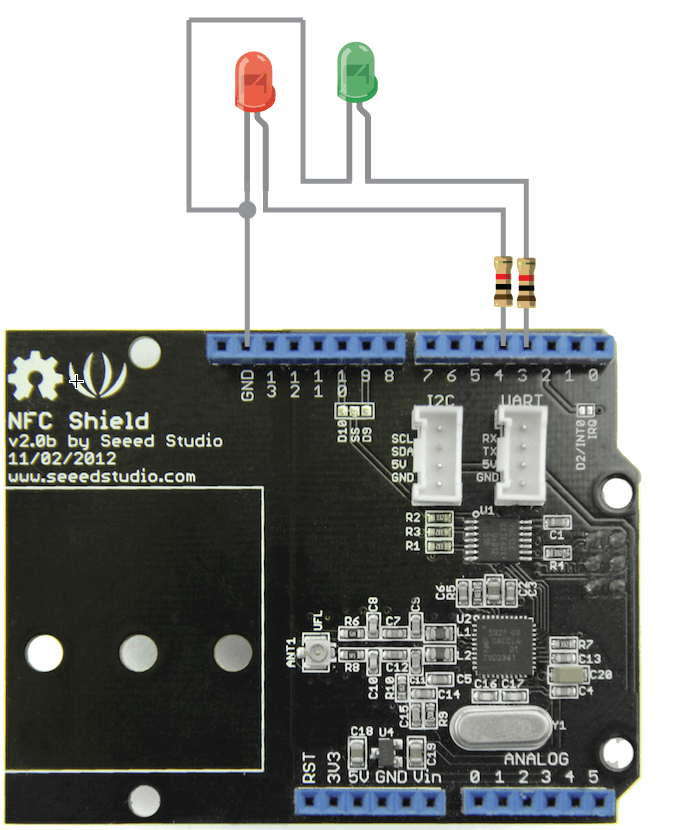 GND 13 12 11 10 9 8 7 6 5 4 3 2 1 0
I2C UART
D10 SS D9
D2/INT0 IRQ
NFC Shield
v2.0b by Seeed Studio
11/02/2012
www.seeedstudio.com
SCL RX
SDA TX
5V 5V
GND GND
U1
R2
R3
R1
C1
R4
C6 R5 C2 C3
UFL ANT1
R6 C8 C7 C9 L1 U2
R8 C10 C12 L2
R7
C13
C20
C4
R10 C11 C5
C14
C16 C17
C15 R9
Y1
C18 U4 C19
ANALOG
RST 3V3 5V GND Vin 0 1 2 3 4 5